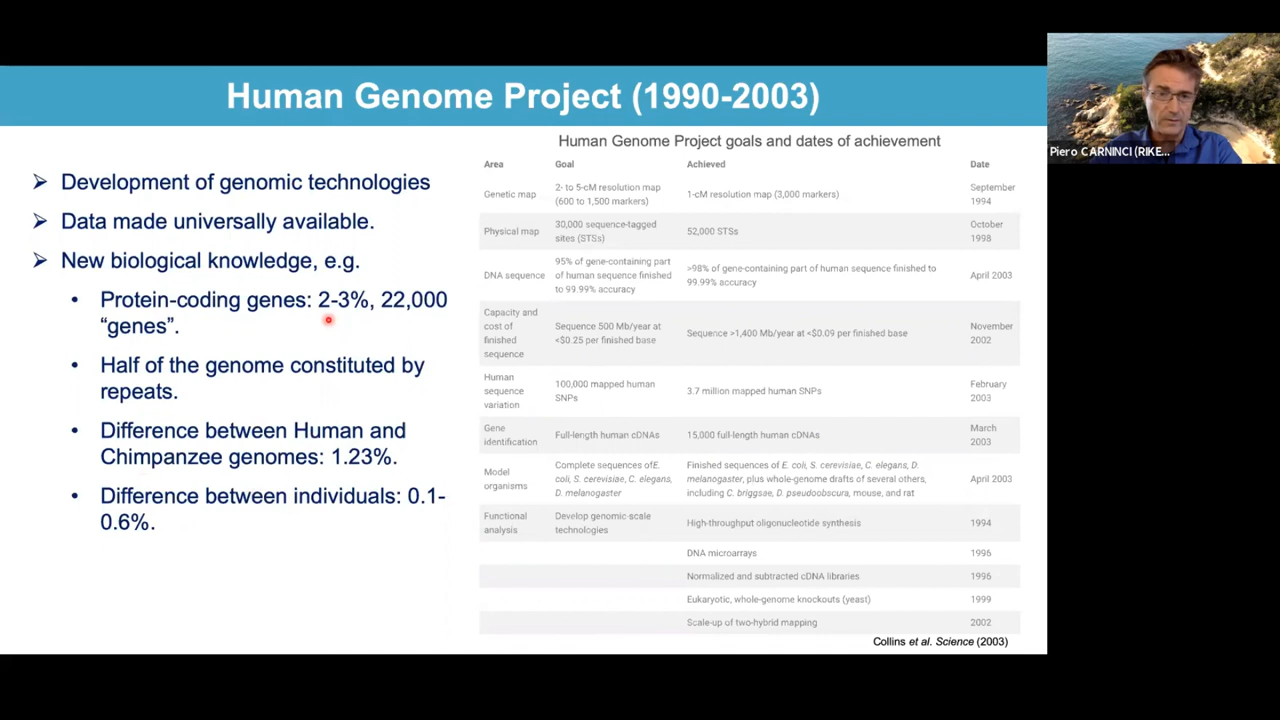 Human Genome Project (1990-2003)
Piero CARNINCI (RIKE...
Development of genomic technologies
Data made universally available.
New biological knowledge, e.g.
Protein-coding genes: 2-3%, 22,000
“genes”.
Half of the genome constituted by
repeats.
Difference between Human and
Chimpanzee genomes: 1.23%.
Difference between individuals: 0.1-
0.6%.
Human Genome Project goals and dates of achievement
Area Goal Achieved Date
Genetic map 2- to 5-cM resolution map (600 to 1,500 markers) 1-cM resolution map (3,000 markers) September 1994
Physical map 30,000 sequence-tagged sites (STSs) 52,000 STSs October 1998
DNA sequence 95% of gene-containing part of human sequence finished to 99.99% accuracy >98% of gene-containing part of human sequence finished to 99.99% accuracy April 2003
Capacity and cost of finished sequence Sequence 500 Mb/year at <$0.25 per finished base Sequence >1,400 Mb/year at <$0.09 per finished base November 2002
Human sequence variation 100,000 mapped human SNPs 3.7 million mapped human SNPs February 2003
Gene identification Full-length human cDNAs 15,000 full-length human cDNAs March 2003
Model organisms Complete sequences of E. coli, S. cerevisiae, C. elegans, D. melanogaster Finished sequences of E. coli, S. cerevisiae, C. elegans, D. melanogaster, plus whole-genome drafts of several others, including C. briggsae, D. pseudoobscura, mouse, and rat April 2003
Functional analysis Develop genomic-scale technologies High-throughput oligonucleotide synthesis 1994
DNA microarrays 1996
Normalized and subtracted cDNA libraries 1996
Eukaryotic, whole-genome knockouts (yeast) 1999
Scale-up of two-hybrid mapping 2002
Collins et al. Science (2003)